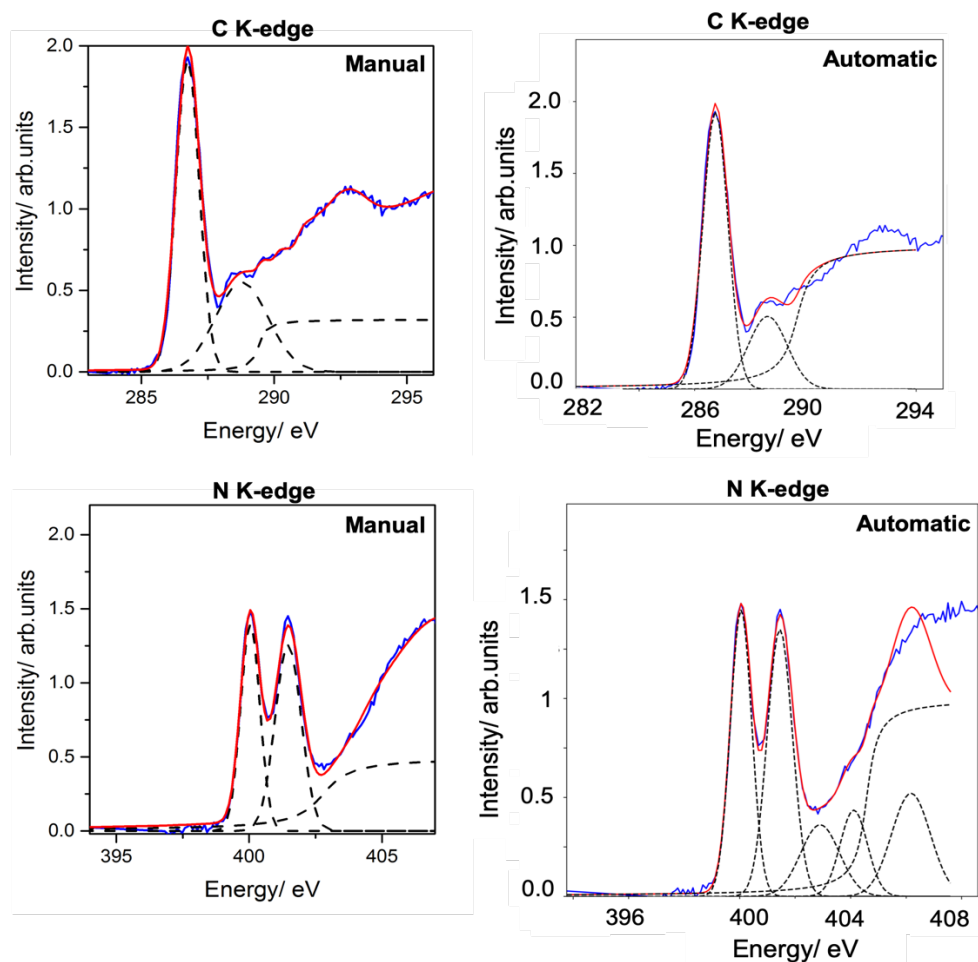 C K-edge
Manual
2.0
1.5
1.0
0.5
0.0
Intensity/ arb.units
285
290
295
Energy/ eV
C K-edge
Automatic
2.0
1.5
1.0
0.5
0.0
Intensity/ arb.units
282
286
290
294
Energy/ eV
N K-edge
Manual
2.0
1.5
1.0
0.5
0.0
Intensity/ arb.units
395
400
405
Energy/ eV
N K-edge
Automatic
1.5
1
0.5
0.0
Intensity/ arb.units
396
400
404
408
Energy/ eV